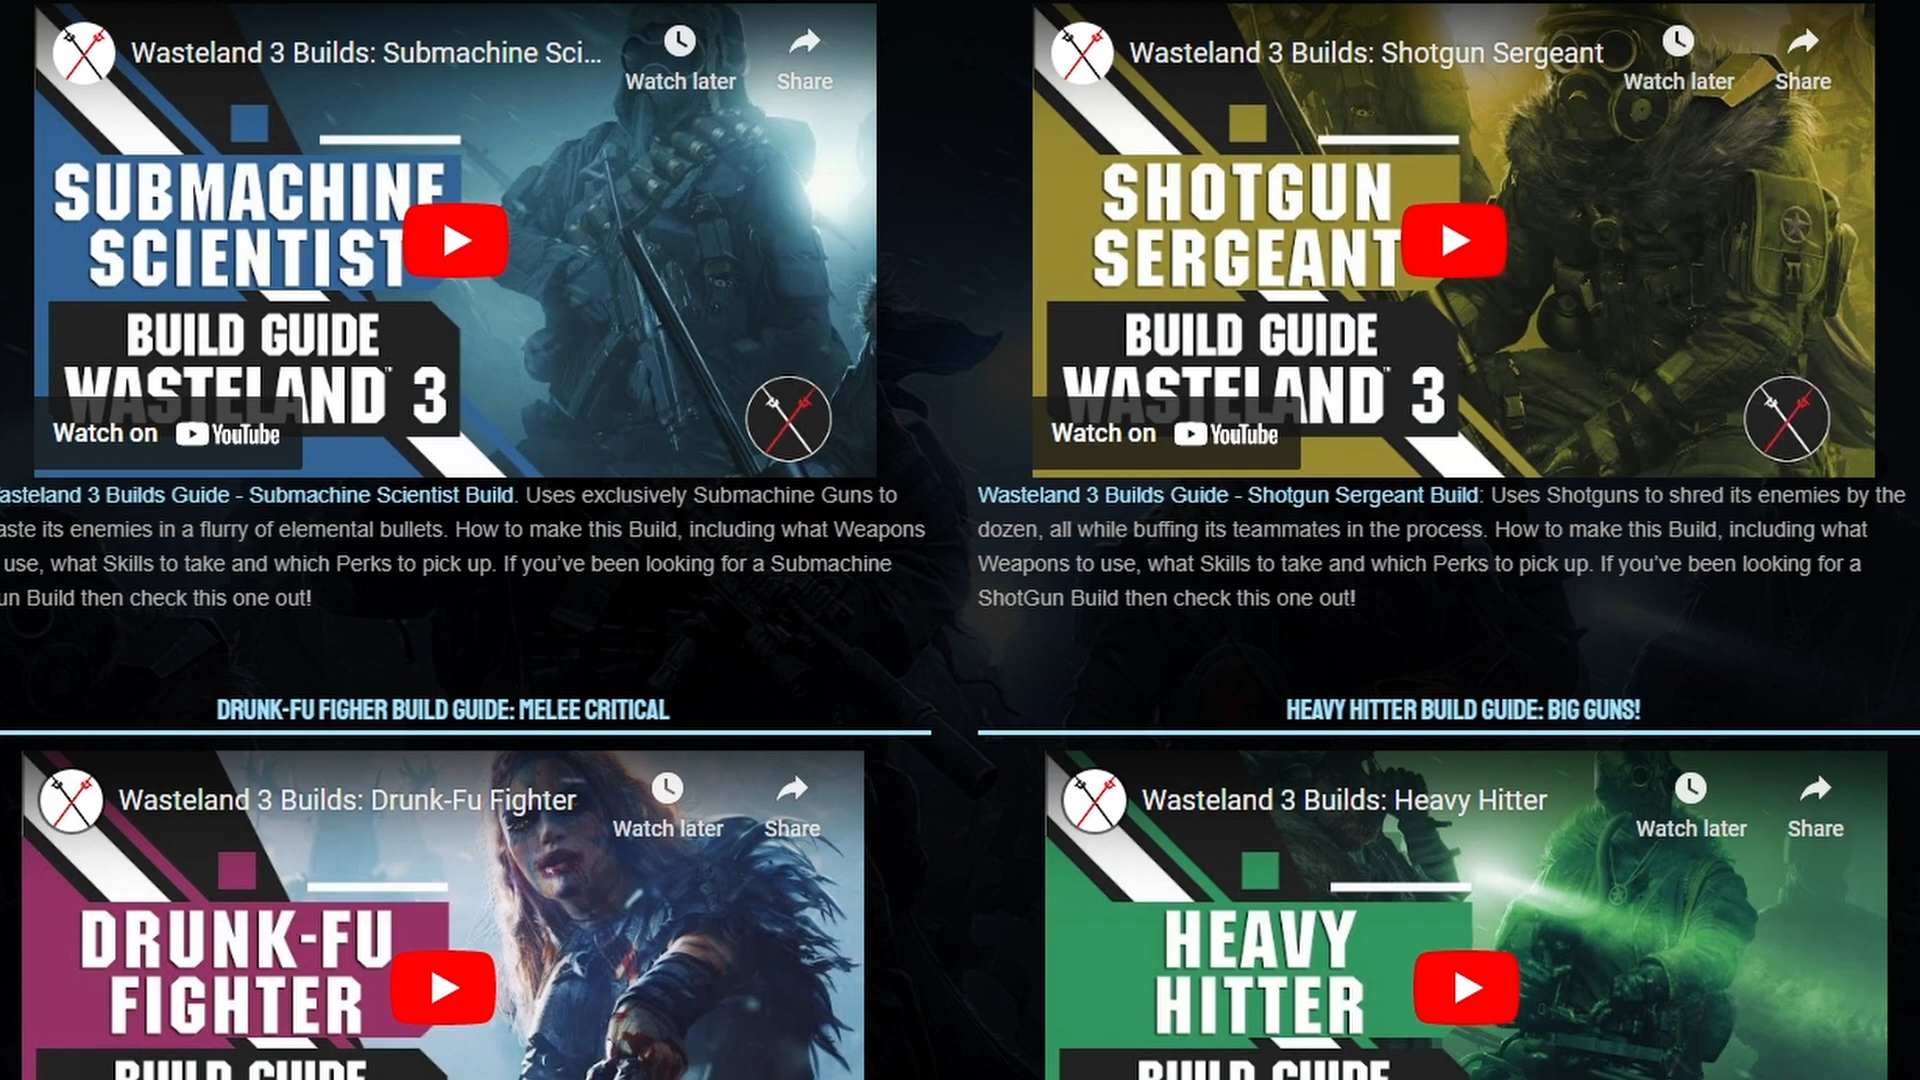 Wasteland 3 Builds: Submachine Sci...
Watch later
Share
SUBMACHINE
SCIENTIST
BUILD GUIDE
WASTELAND™ 3
Watch on YouTube
Wasteland 3 Builds: Shotgun Sergeant
Watch later
Share
SHOTGUN
SERGEANT
BUILD GUIDE
WASTELAND™ 3
Watch on YouTube
asteland 3 Builds Guide - Submachine Scientist Build. Uses exclusively Submachine Guns to
aste its enemies in a flurry of elemental bullets. How to make this Build, including what Weapons
use, what Skills to take and which Perks to pick up. If you’ve been looking for a Submachine
un Build then check this one out!
Wasteland 3 Builds Guide - Shotgun Sergeant Build: Uses Shotguns to shred its enemies by the
dozen, all while buffing its teammates in the process. How to make this Build, including what
Weapons to use, what Skills to take and which Perks to pick up. If you’ve been looking for a
ShotGun Build then check this one out!
DRUNK-FU FIGHER BUILD GUIDE: MELEE CRITICAL
HEAVY HITTER BUILD GUIDE: BIG GUNS!
Wasteland 3 Builds: Drunk-Fu Fighter
Watch later
Share
DRUNK-FU
FIGHTER
BUILD GUIDE
Wasteland 3 Builds: Heavy Hitter
Watch later
Share
HEAVY
HITTER
BUILD GUIDE